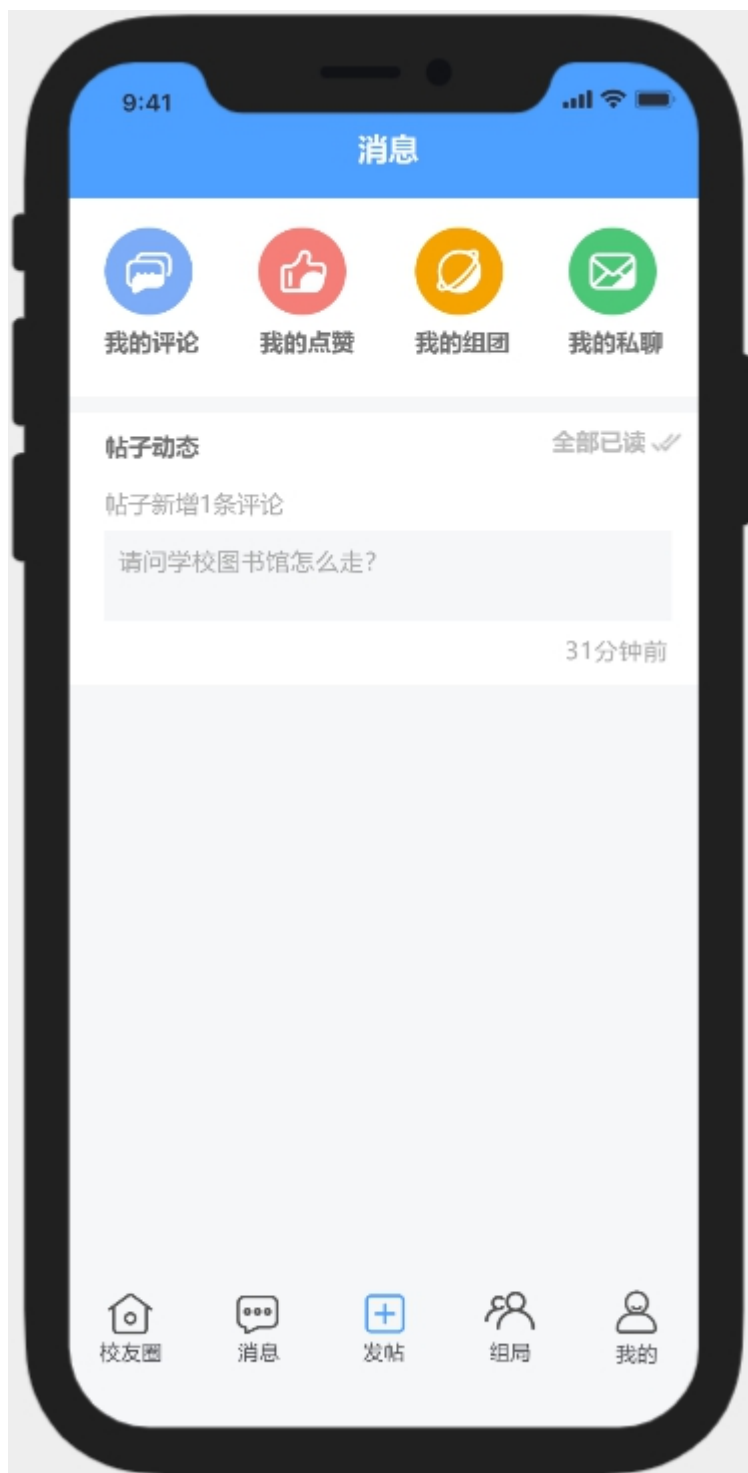 9:41
消息
我的评论 我的点赞 我的组团 我的私聊
帖子动态 全部已读
帖子新增1条评论
请问学校图书馆怎么走?
31分钟前
校友圈 消息 发帖 组局 我的